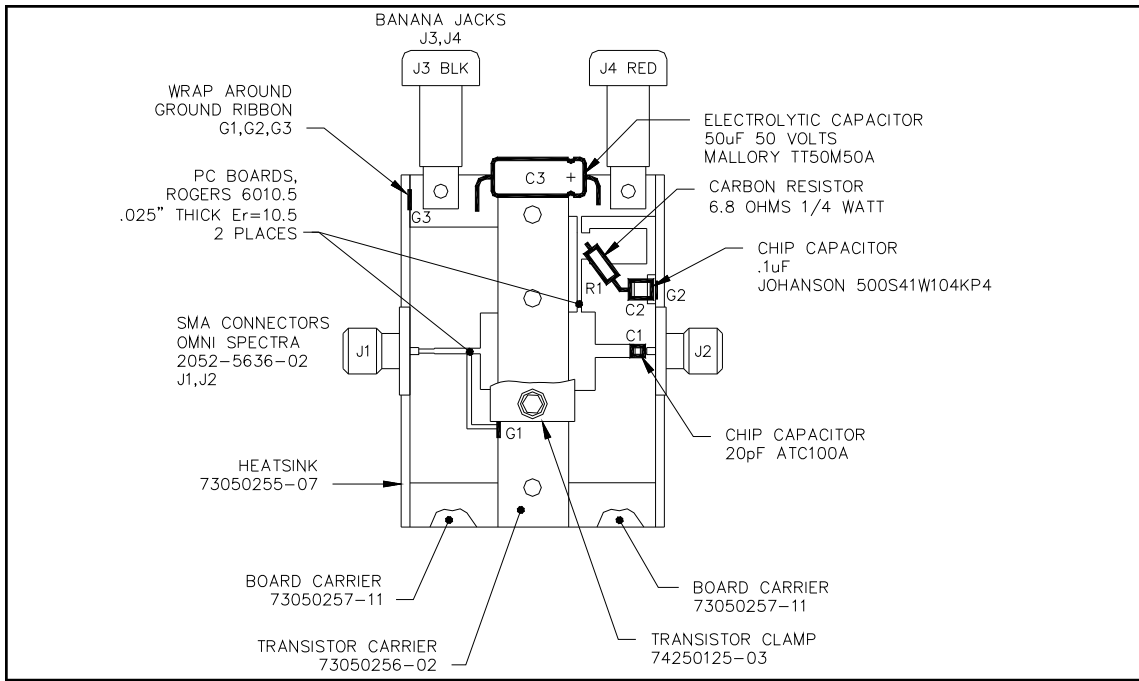 BANANA JACKS
J3,J4
J3 BLK
J4 RED
WRAP AROUND
GROUND RIBBON
G1,G2,G3
ELECTROLYTIC CAPACITOR
50uF 50 VOLTS
MALLORY TT50M50A
PC BOARDS,
ROGERS 6010.5
.025" THICK Er=10.5
2 PLACES
C3 +
CARBON RESISTOR
6.8 OHMS 1/4 WATT
G3
CHIP CAPACITOR
.1uF
JOHANSON 500S41W104KP4
R1
G2
C2
SMA CONNECTORS
OMNI SPECTRA
2052-5636-02
J1,J2
J1
C1
J2
G1
CHIP CAPACITOR
20pF ATC100A
HEATSINK
73050255-07
BOARD CARRIER
73050257-11
BOARD CARRIER
73050257-11
TRANSISTOR CARRIER
73050256-02
TRANSISTOR CLAMP
74250125-03